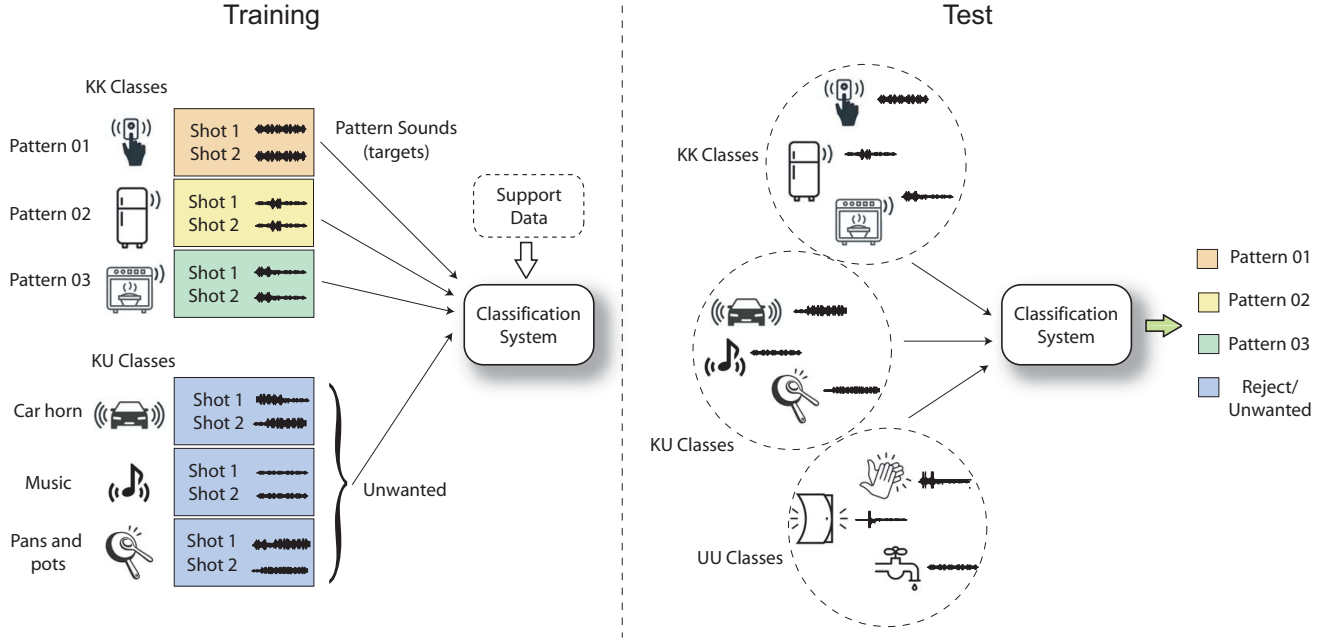 Training
KK Classes
Pattern 01
Shot 1
Shot 2
Pattern Sounds
(targets)
Pattern 02
Shot 1
Shot 2
Pattern 03
Shot 1
Shot 2
Support
Data
Classification
System
KU Classes
Car horn
Shot 1
Shot 2
Music
Shot 1
Shot 2
Pans and
pots
Shot 1
Shot 2
Unwanted
Test
KK Classes
KU Classes
UU Classes
Classification
System
Pattern 01
Pattern 02
Pattern 03
Reject/
Unwanted